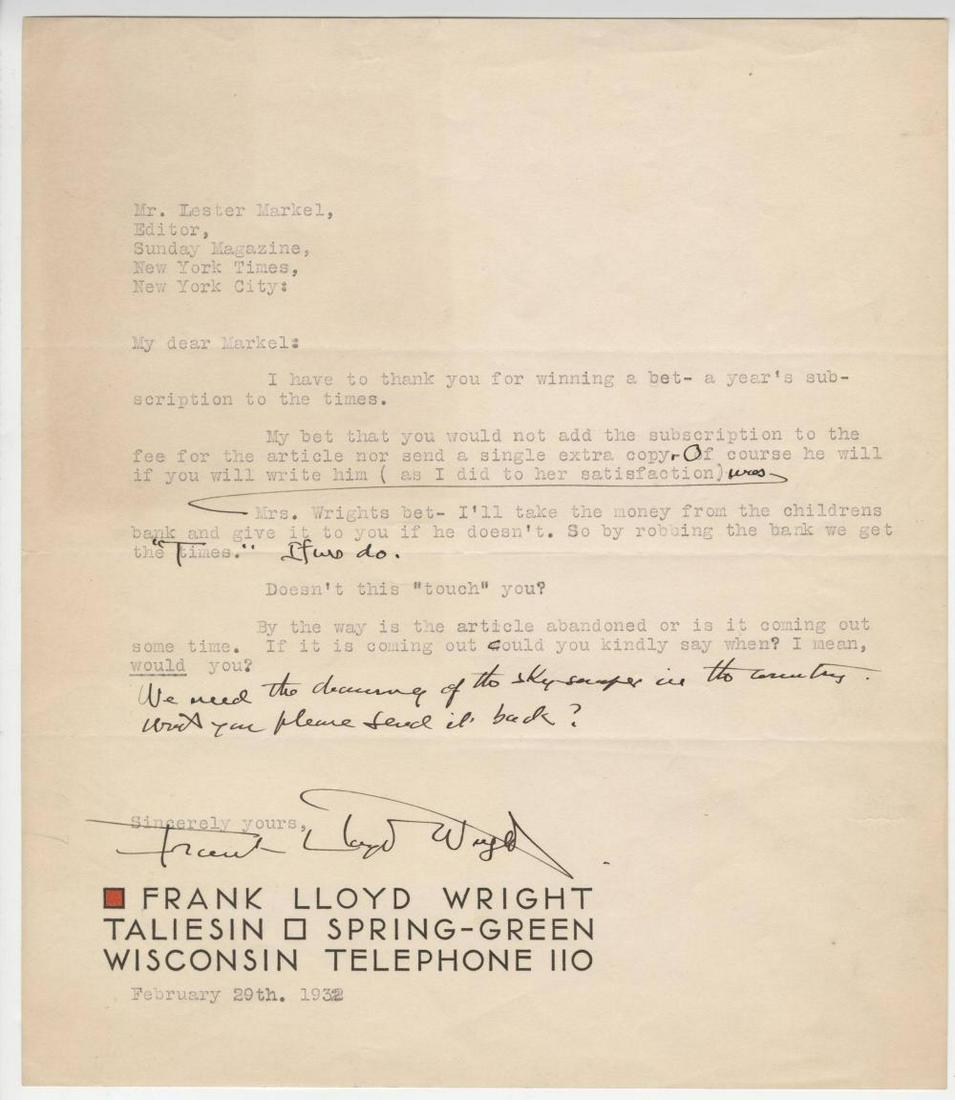 Mr. Lester Markel,
Editor,
Sunday Magazine,
New York Times,
New York City:
My dear Markel:
I have to thank you for winning a bet- a year's sub-
scription to the times.
My bet that you would not add the subscription to the
fee for the article nor send a single extra copy. Of course he will
if you will write him ( as I did to her satisfaction) was
Mrs. Wrights bet- I'll take the money from the childrens
bank and give it to you if he doesn't. So by robbing the bank we get
the "Times." If we do.
Doesn't this "touch" you?
By the way is the article abandoned or is it coming out
some time. If it is coming out could you kindly say when? I mean,
would you?
We need the drawing of the sky-scraper in the country.
Won't you please send it back?
Sincerely yours,
Frank Lloyd Wright
FRANK LLOYD WRIGHT
TALIESIN SPRING-GREEN
WISCONSIN TELEPHONE 110
February 29th. 1932